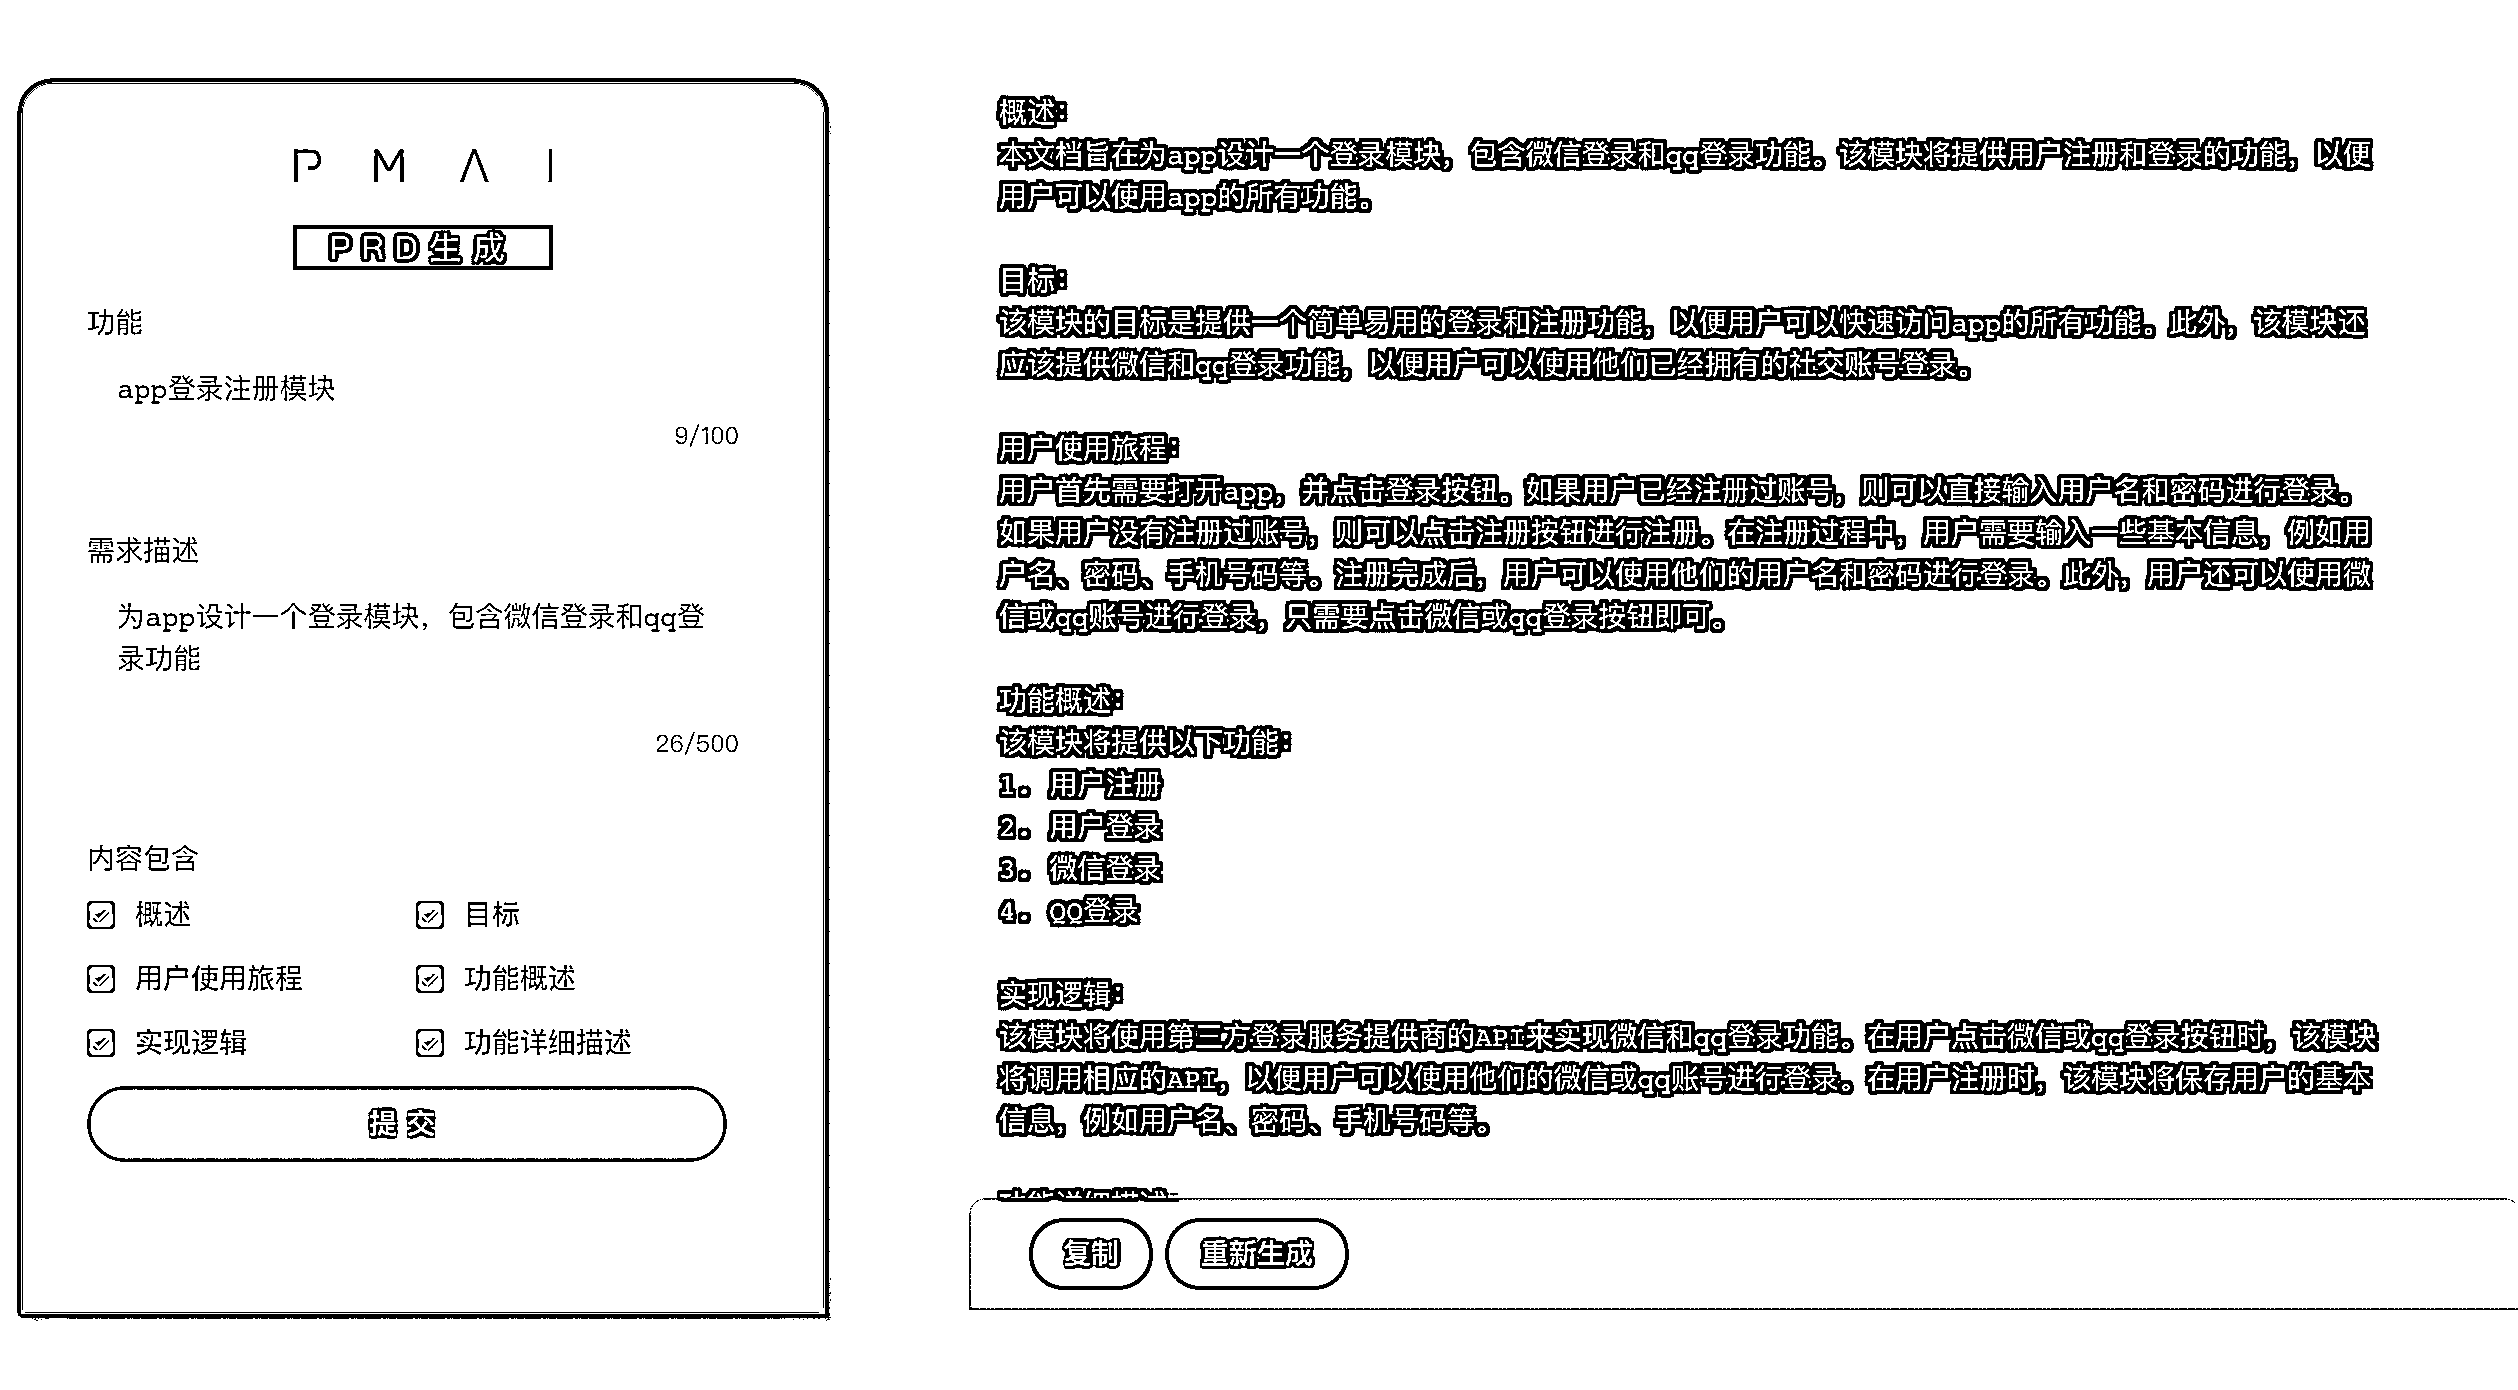 PMAI
PRD生成
功能
app登录注册模块
9/100
需求描述
为app设计一个登录模块，包含微信登录和qq登
录功能
26/500
内容包含
概述
目标
用户使用旅程
功能概述
实现逻辑
功能详细描述
提交
概述：
本文档旨在为app设计一个登录模块，包含微信登录和qq登录功能。该模块将提供用户注册和登录的功能，以便
用户可以使用app的所有功能。
目标：
该模块的目标是提供一个简单易用的登录和注册功能，以便用户可以快速访问app的所有功能。此外，该模块还
应该提供微信和qq登录功能，以便用户可以使用他们已经拥有的社交账号登录。
用户使用旅程：
用户首先需要打开app，并点击登录按钮。如果用户已经注册过账号，则可以直接输入用户名和密码进行登录。
如果用户没有注册过账号，则可以点击注册按钮进行注册。在注册过程中，用户需要输入一些基本信息，例如用
户名、密码、手机号码等。注册完成后，用户可以使用他们的用户名和密码进行登录。此外，用户还可以使用微
信或qq账号进行登录，只需要点击微信或qq登录按钮即可。
功能概述：
该模块将提供以下功能：
1. 用户注册
2. 用户登录
3. 微信登录
4. QQ登录
实现逻辑：
该模块将使用第三方登录服务提供商的API来实现微信和qq登录功能。在用户点击微信或qq登录按钮时，该模块
将调用相应的API，以便用户可以使用他们的微信或qq账号进行登录。在用户注册时，该模块将保存用户的基本
信息，例如用户名、密码、手机号码等。
功能详细描述：
复制
重新生成